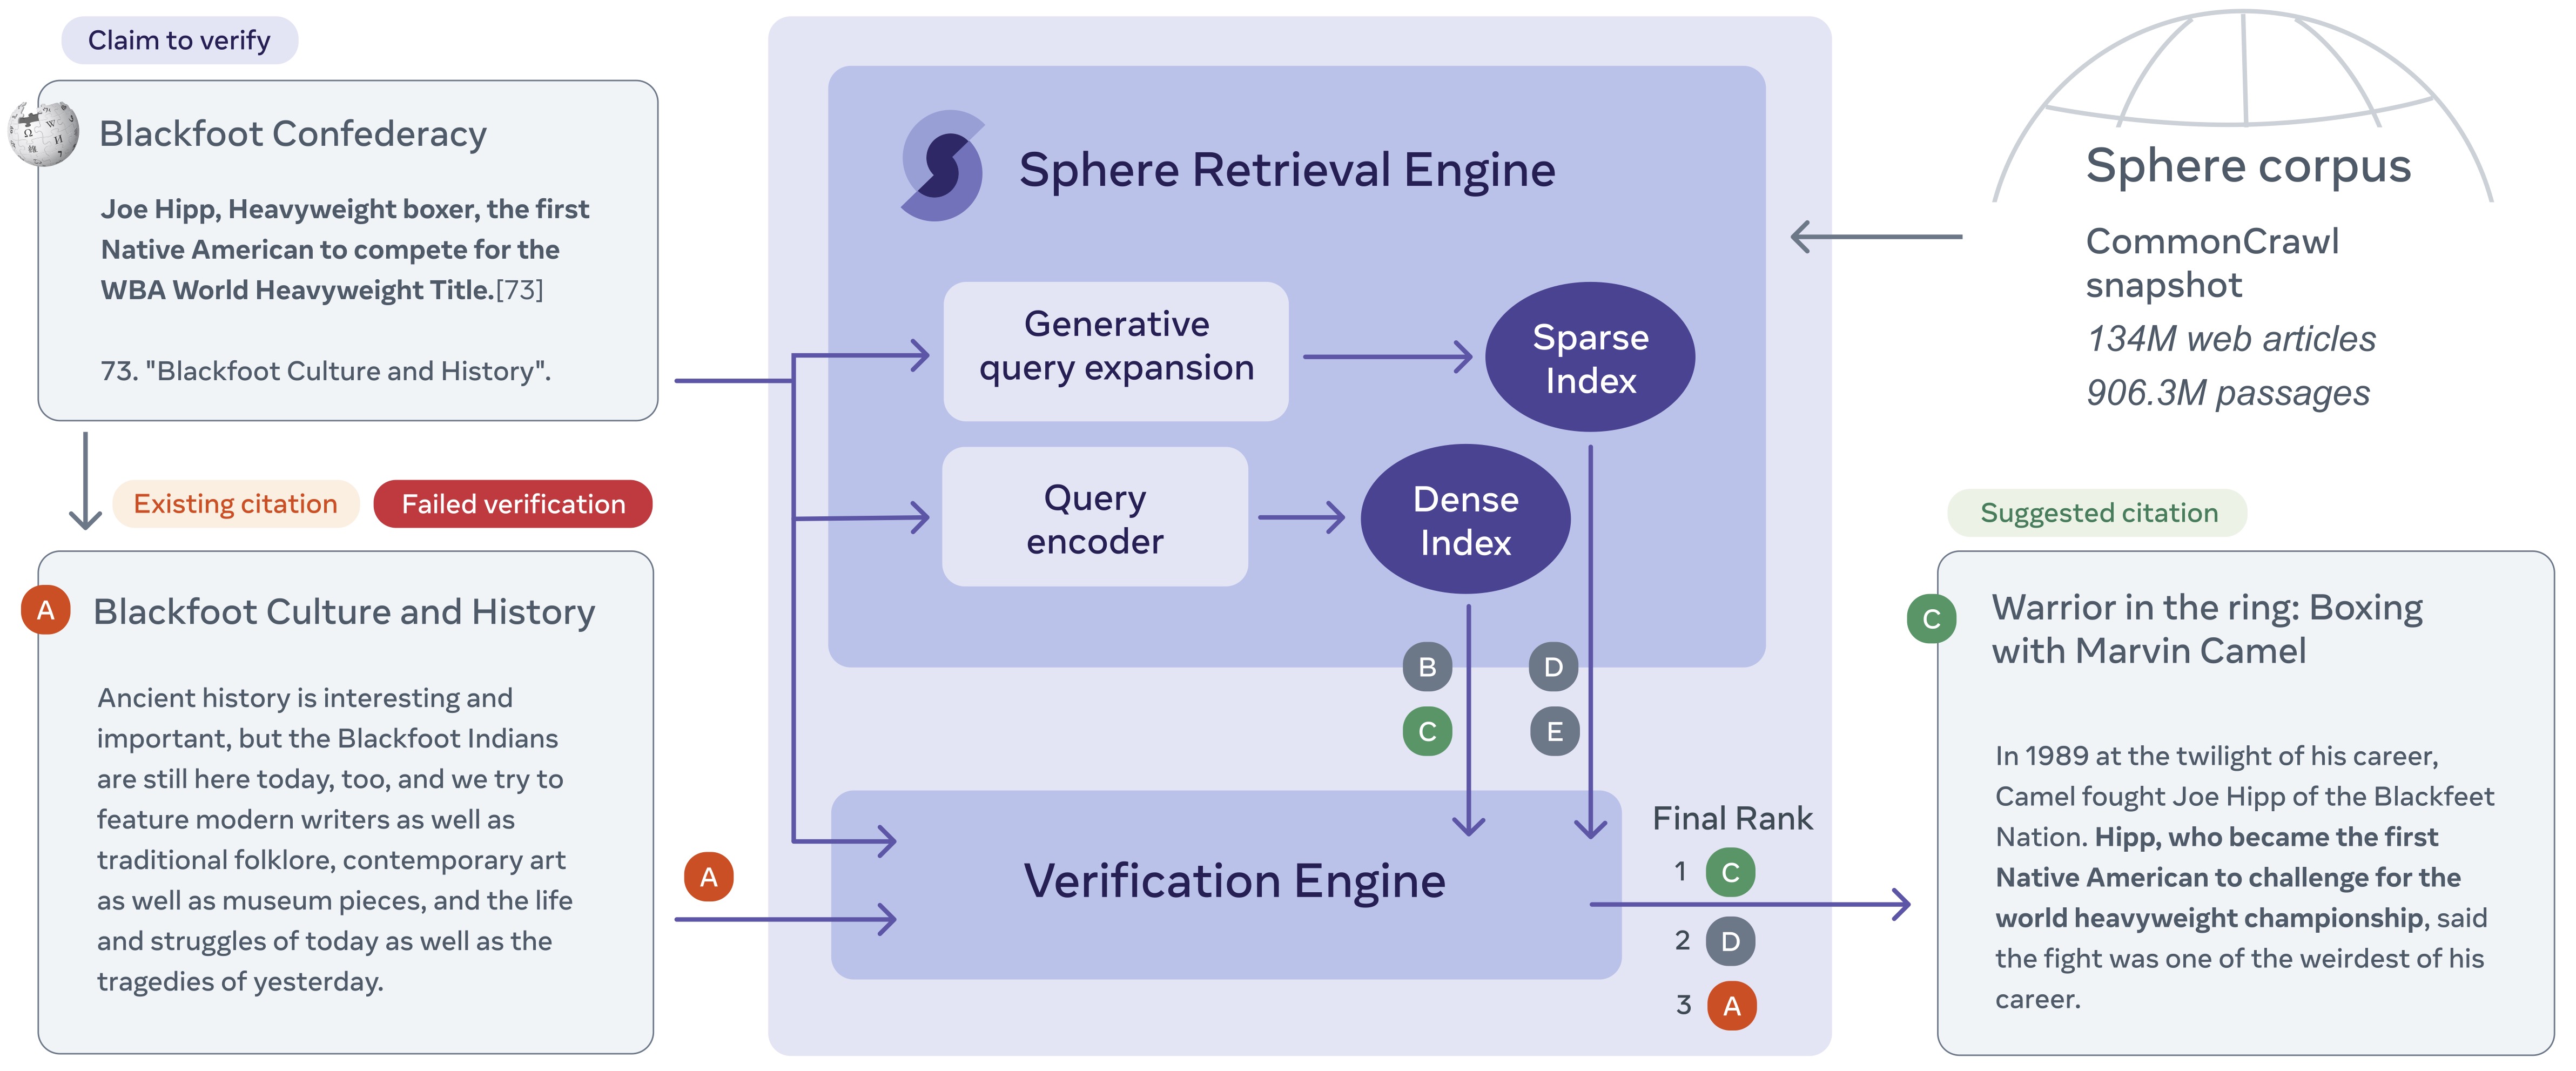 Claim to verify
Blackfoot Confederacy
Joe Hipp, Heavyweight boxer, the first
Native American to compete for the
WBA World Heavyweight Title.[73]
73. "Blackfoot Culture and History".
Existing citation
Failed verification
A
Blackfoot Culture and History
Ancient history is interesting and
important, but the Blackfoot Indians
are still here today, too, and we try to
feature modern writers as well as
traditional folklore, contemporary art
as well as museum pieces, and the life
and struggles of today as well as the
tragedies of yesterday.
A
Sphere Retrieval Engine
Generative
query expansion
Sparse
Index
Query
encoder
Dense
Index
B
D
C
E
Verification Engine
Final Rank
1 C
2 D
3 A
Sphere corpus
CommonCrawl
snapshot
134M web articles
906.3M passages
Suggested citation
C
Warrior in the ring: Boxing
with Marvin Camel
In 1989 at the twilight of his career,
Camel fought Joe Hipp of the Blackfeet
Nation. Hipp, who became the first
Native American to challenge for the
world heavyweight championship, said
the fight was one of the weirdest of his
career.